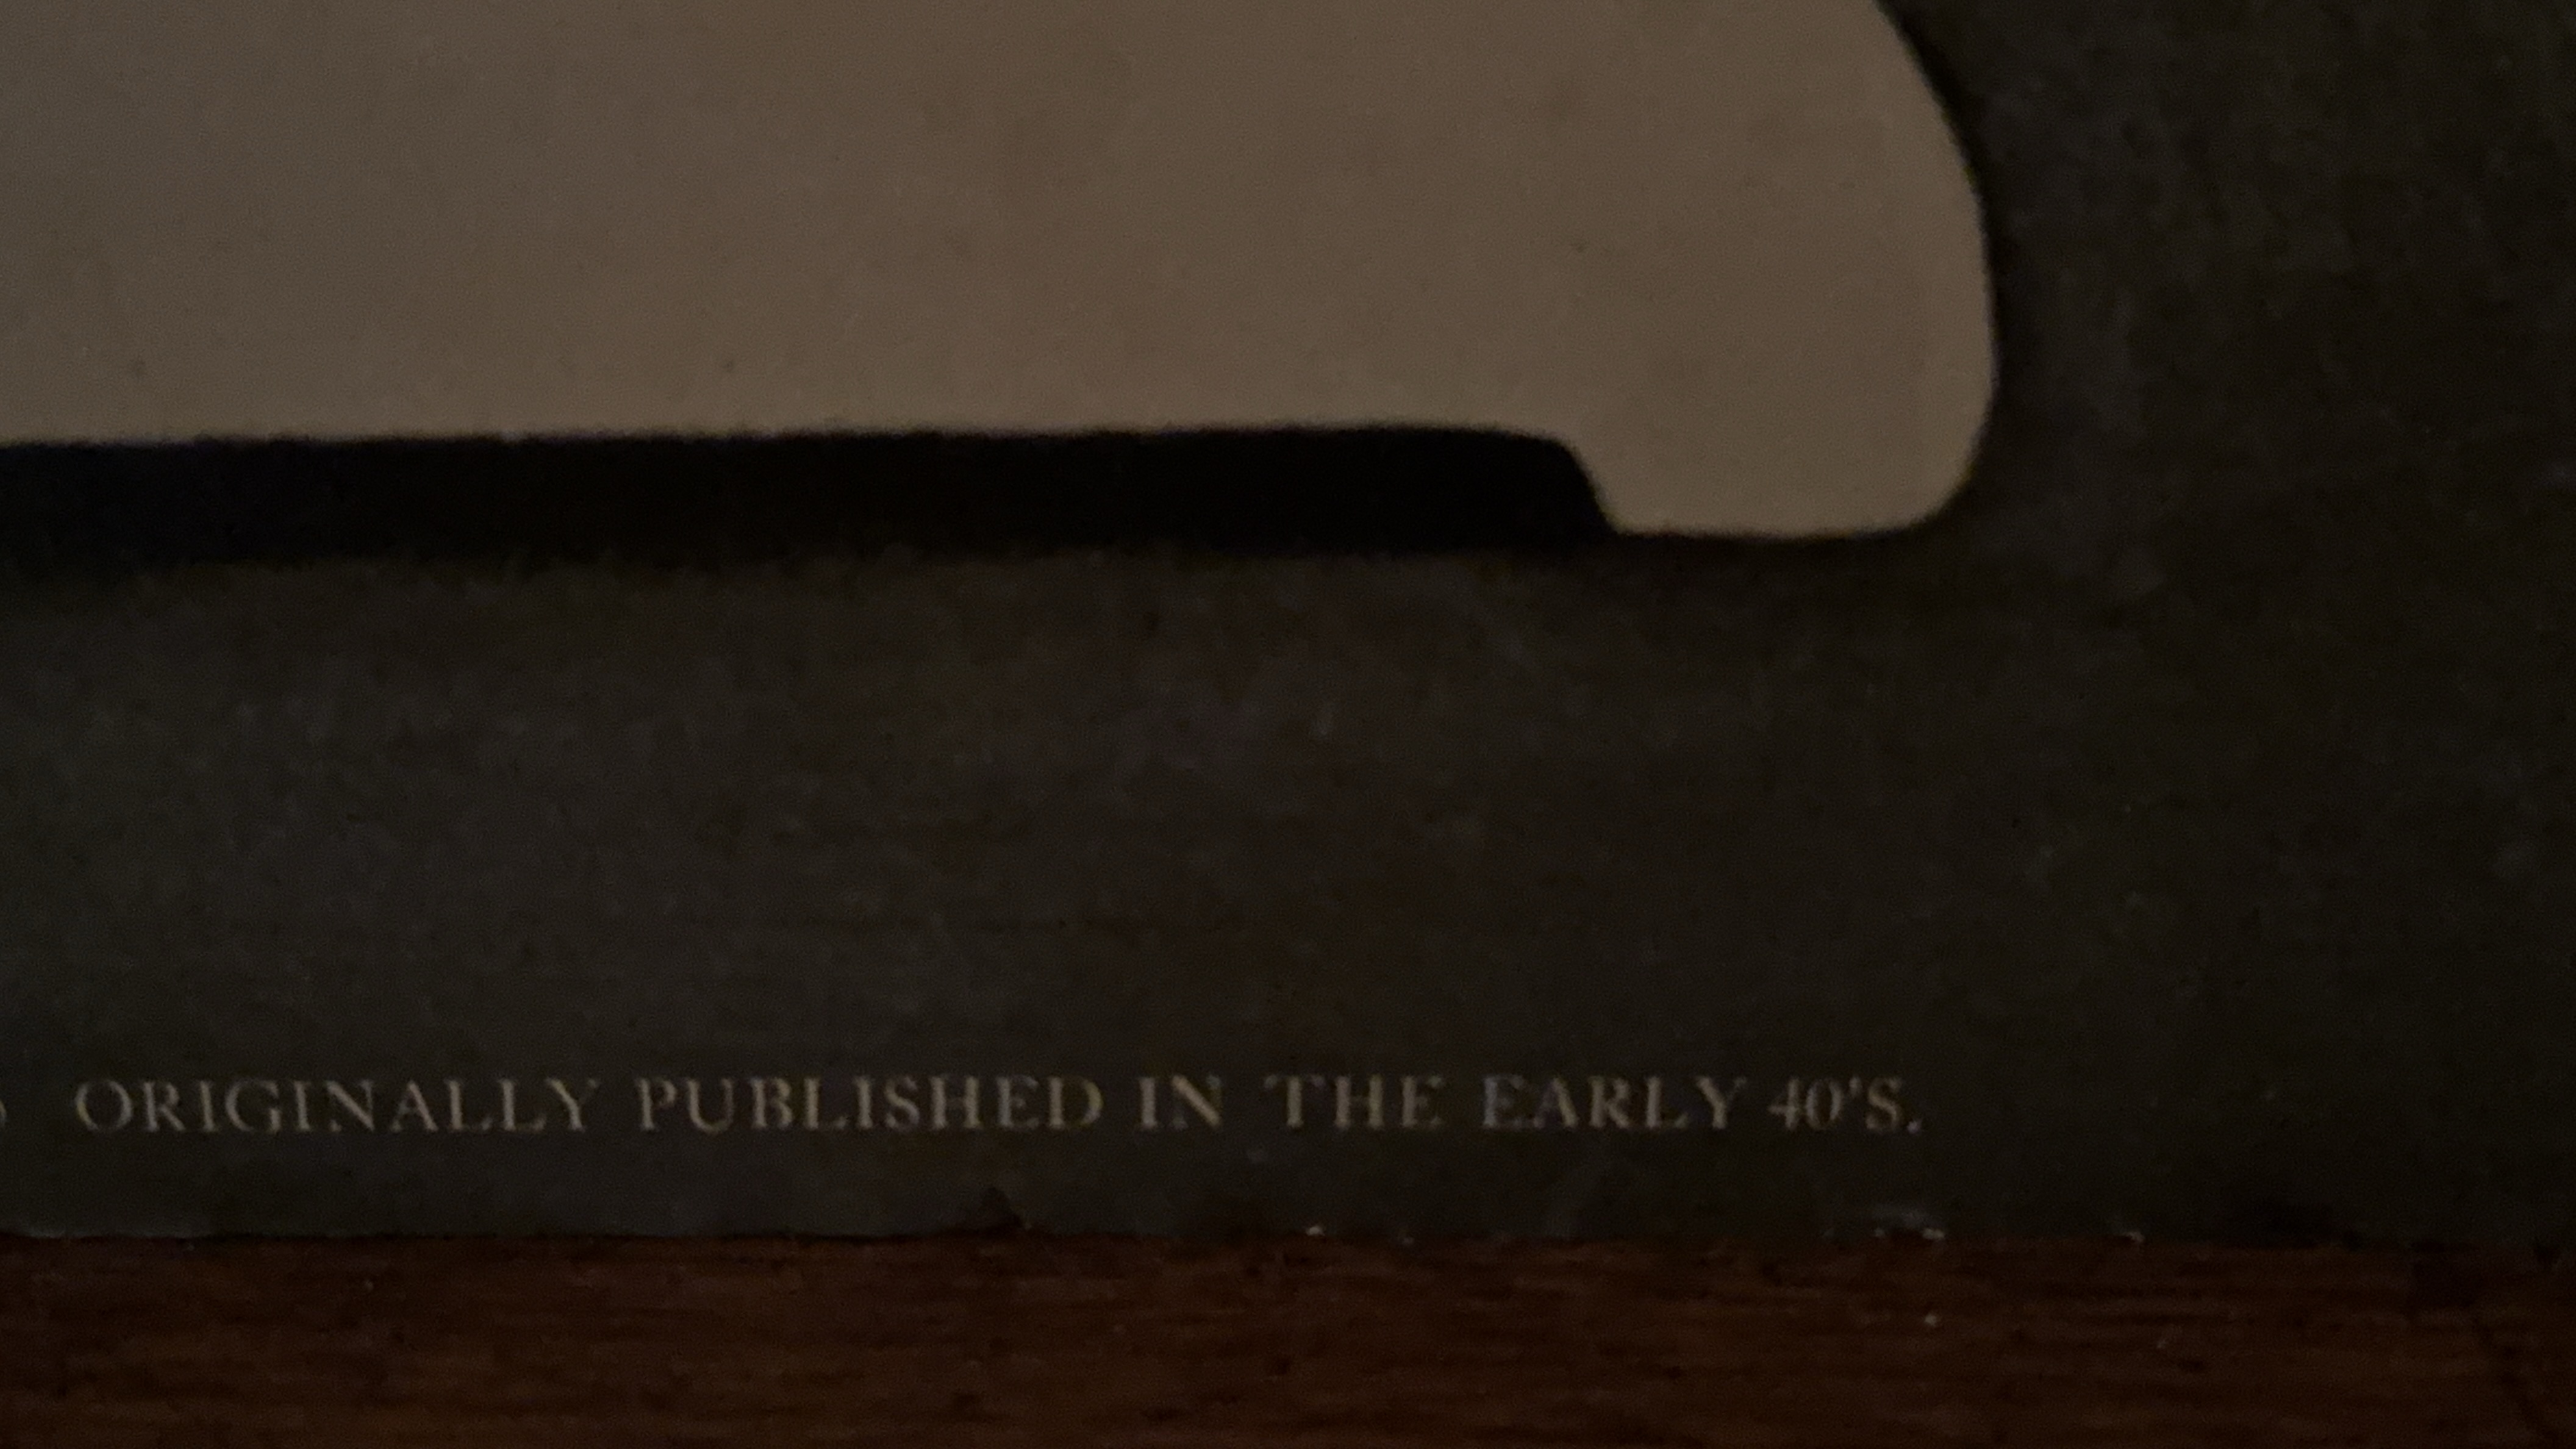 ORIGINALLY PUBLISHED IN THE EARLY 40'S.